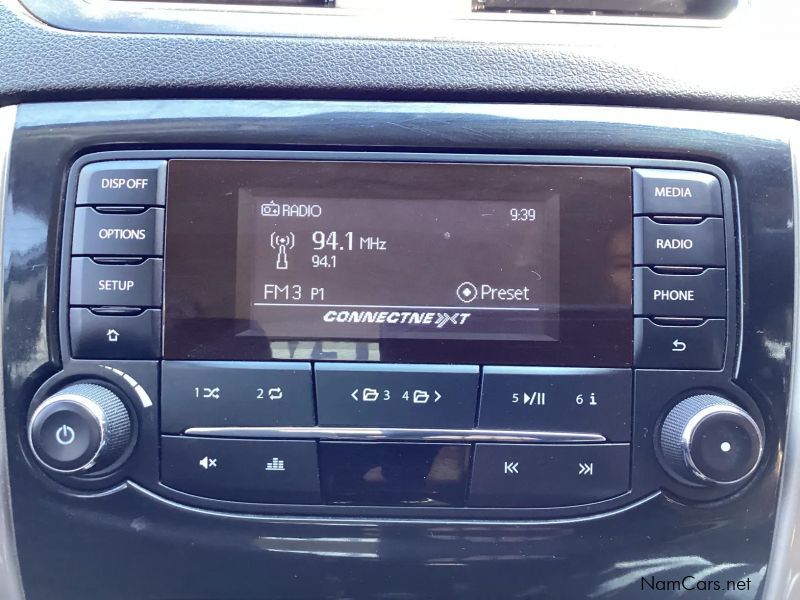 DISP OFF
OPTIONS
SETUP
RADIO
9:39
94.1 MHz
94.1
FM3 P1
Preset
CONNECTNEXT
MEDIA
RADIO
PHONE
1 2
< 3 4 >
5 6 i
NamCars.net